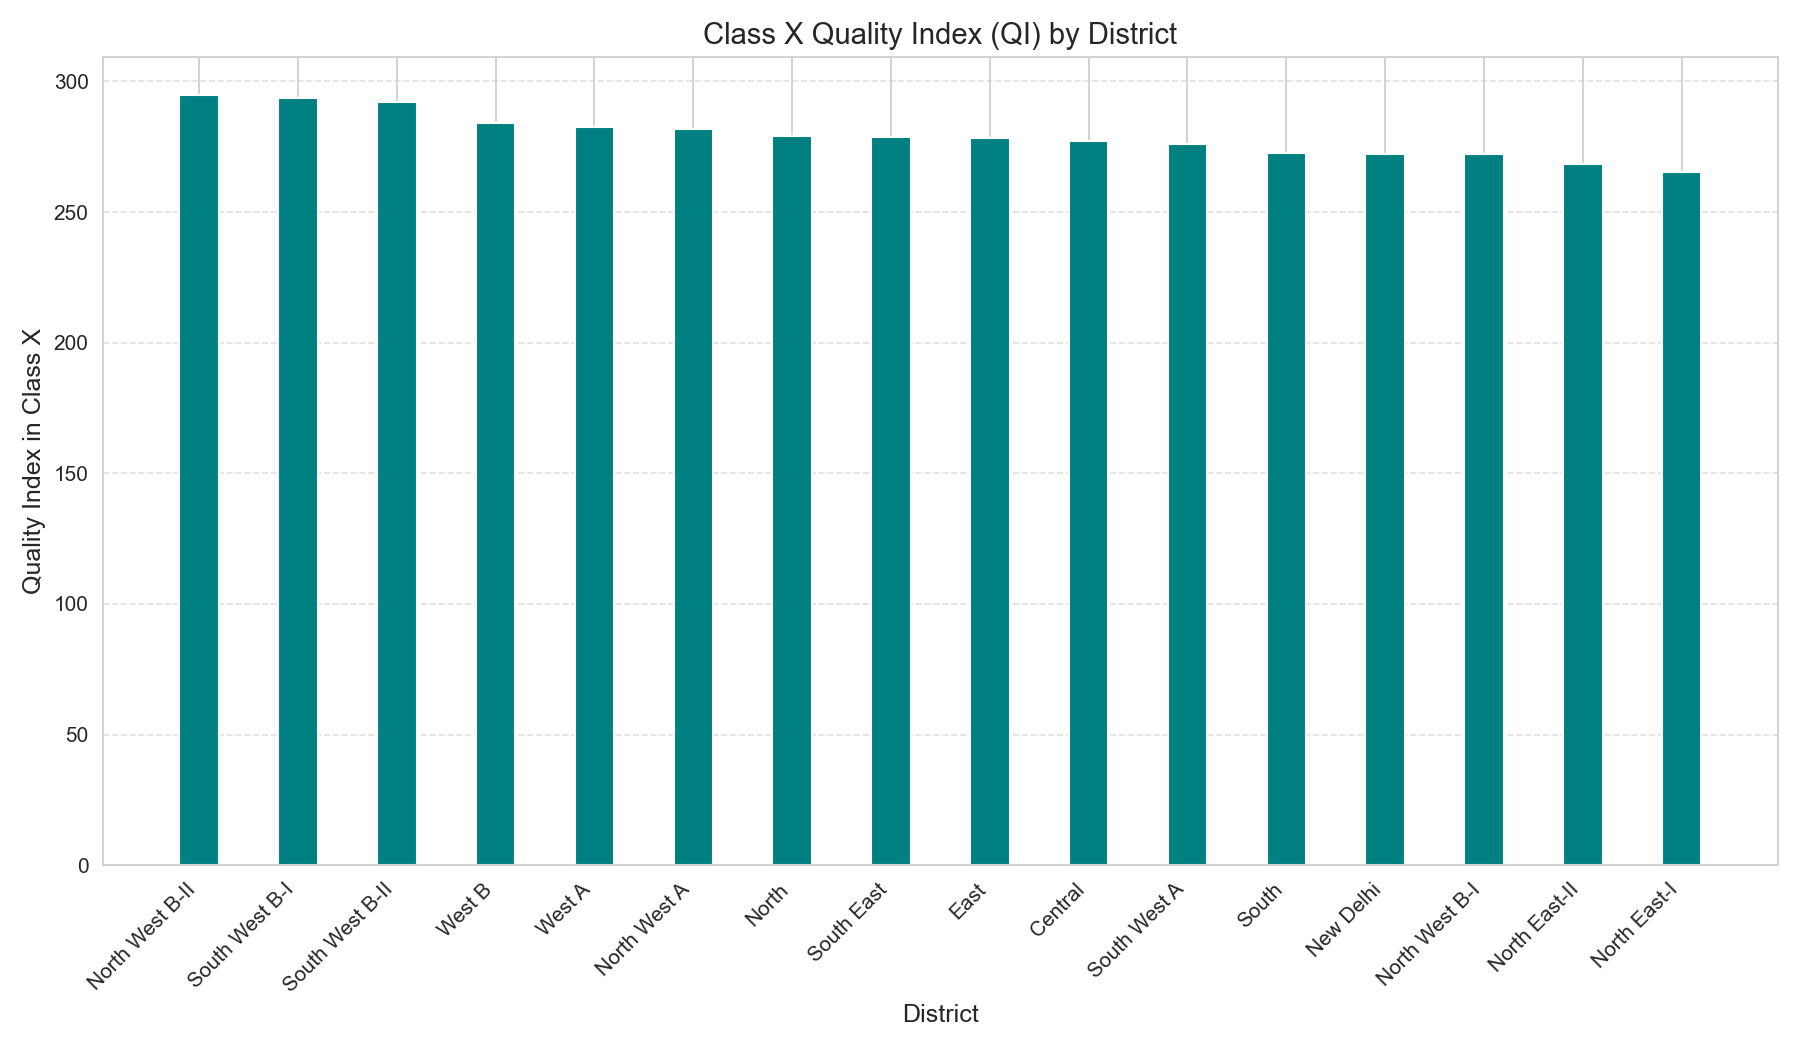 Class X Quality Index (QI) by District
Quality Index in Class X
300
250
200
150
100
50
0
North West B-II
South West B-I
South West B-II
West B
West A
North West A
North
South East
East
Central
South West A
South
New Delhi
North West B-I
North East-II
North East-I
District